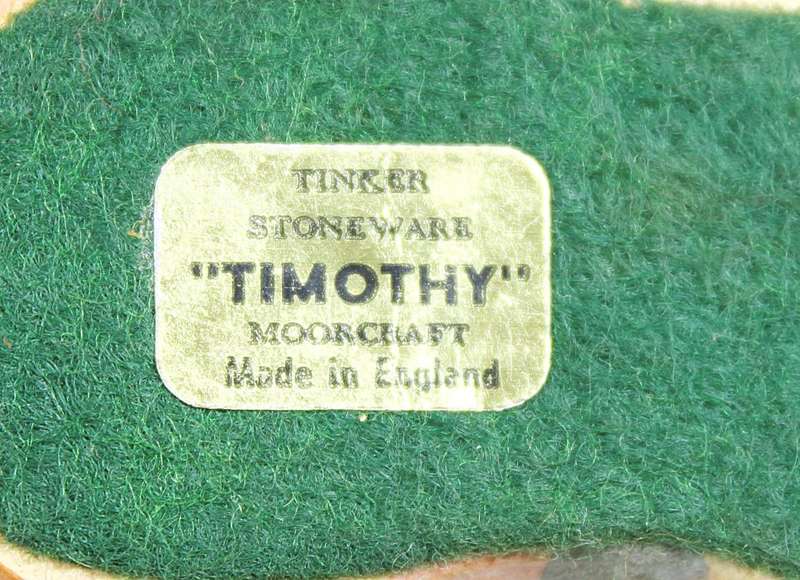 TINKER
STONEWARE
"TIMOTHY"
MOORCRAFT
Made in England